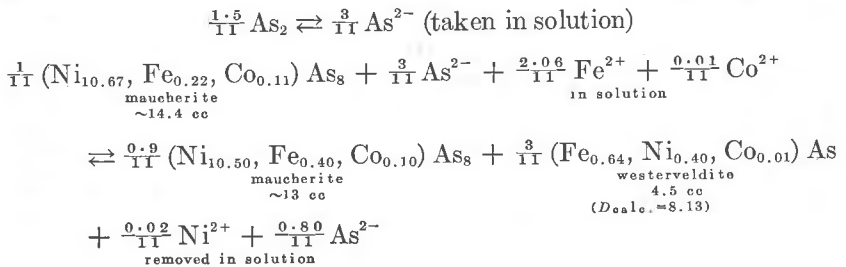 1·5/11 As₂ ⇄ 3/11 As²⁻ (taken in solution)
1/11 (Ni₁₀.₆₇, Fe₀.₂₂, Co₀.₁₁) As₈ + 3/11 As²⁻ + 2·06/11 Fe²⁺ + 0·01/11 Co²⁺
maucherite in solution
~14.4 cc
⇄ 0·9/11 (Ni₁₀.₅₀, Fe₀.₄₀, Co₀.₁₀) As₈ + 3/11 (Fe₀.₆₄, Ni₀.₄₀, Co₀.₀₁) As
maucherite westerveldite
~13 cc 4.5 cc
(Dcalc.=8.13)
+ 0·02/11 Ni²⁺ + 0·80/11 As²⁻
removed in solution